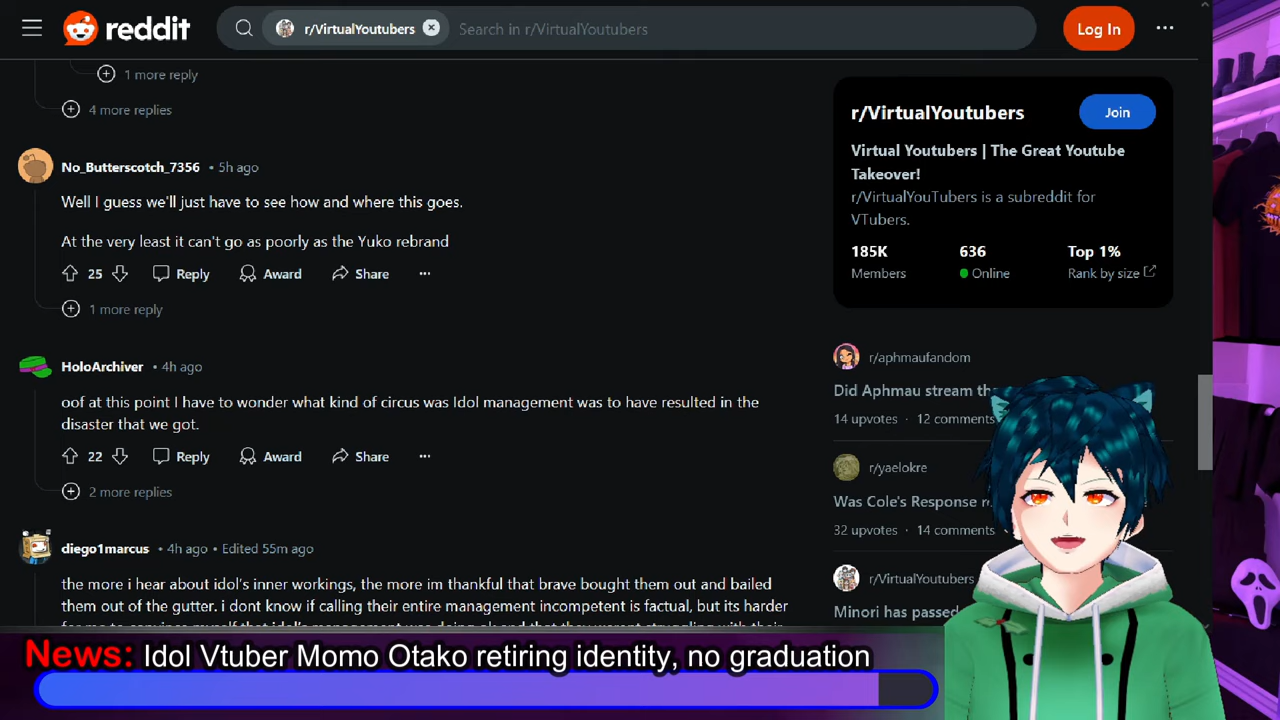 reddit
r/VirtualYoutubers
Search in r/VirtualYoutubers
Log In
1 more reply
4 more replies
No_Butterscotch_7356 • 5h ago
Well I guess we'll just have to see how and where this goes.
At the very least it can't go as poorly as the Yuko rebrand
25 Reply Award Share
1 more reply
HoloArchiver • 4h ago
oof at this point I have to wonder what kind of circus was Idol management was to have resulted in the
disaster that we got.
22 Reply Award Share
2 more replies
diego1marcus • 4h ago • Edited 55m ago
the more i hear about idol's inner workings, the more im thankful that brave bought them out and bailed
them out of the gutter. i dont know if calling their entire management incompetent is factual, but its harder
r/VirtualYoutubers
Join
Virtual Youtubers | The Great Youtube
Takeover!
r/VirtualYouTubers is a subreddit for
VTubers.
185K 636 Top 1%
Members Online Rank by size
r/aphmaufandom
Did Aphmau stream
14 upvotes • 12 comments
r/yaelokre
Was Cole's Response
32 upvotes • 14 comments
r/VirtualYoutubers
Minori has passed
News: Idol Vtuber Momo Otako retiring identity, no graduation